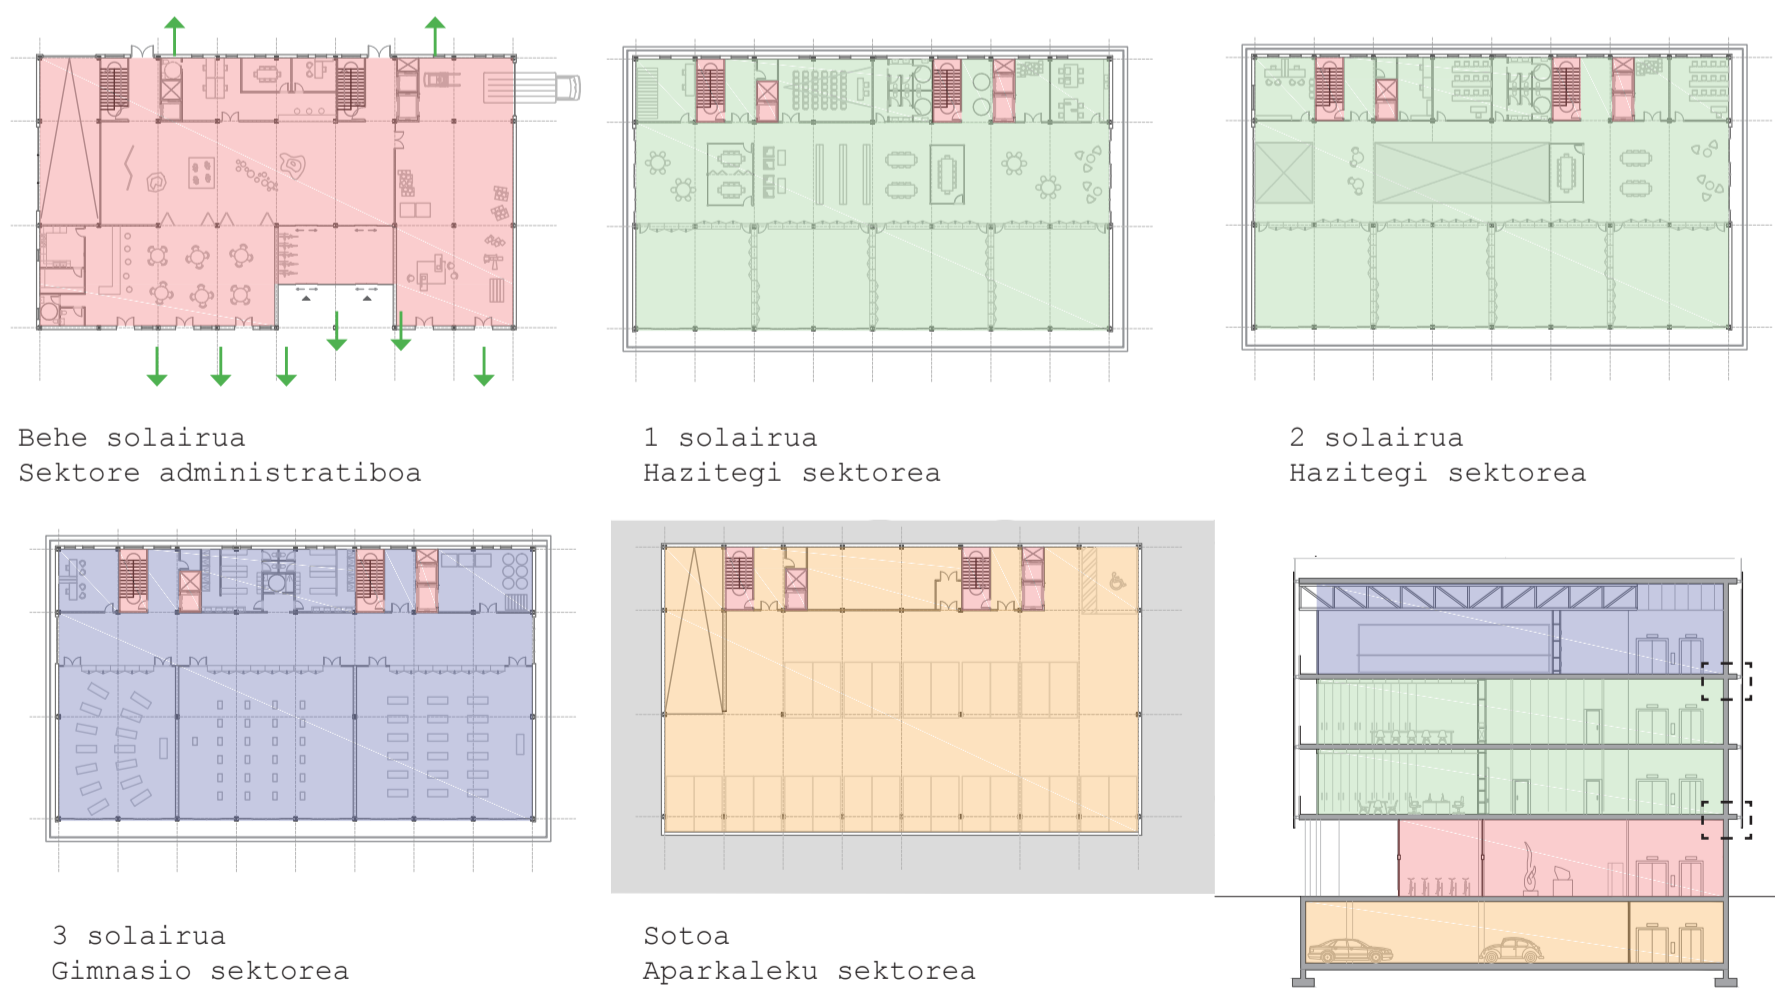 Behe solairua
Sektore administratiboa
1 solairua
Hazitegi sektorea
2 solairua
Hazitegi sektorea
3 solairua
Gimnasio sektorea
Sotoa
Aparkaleku sektorea